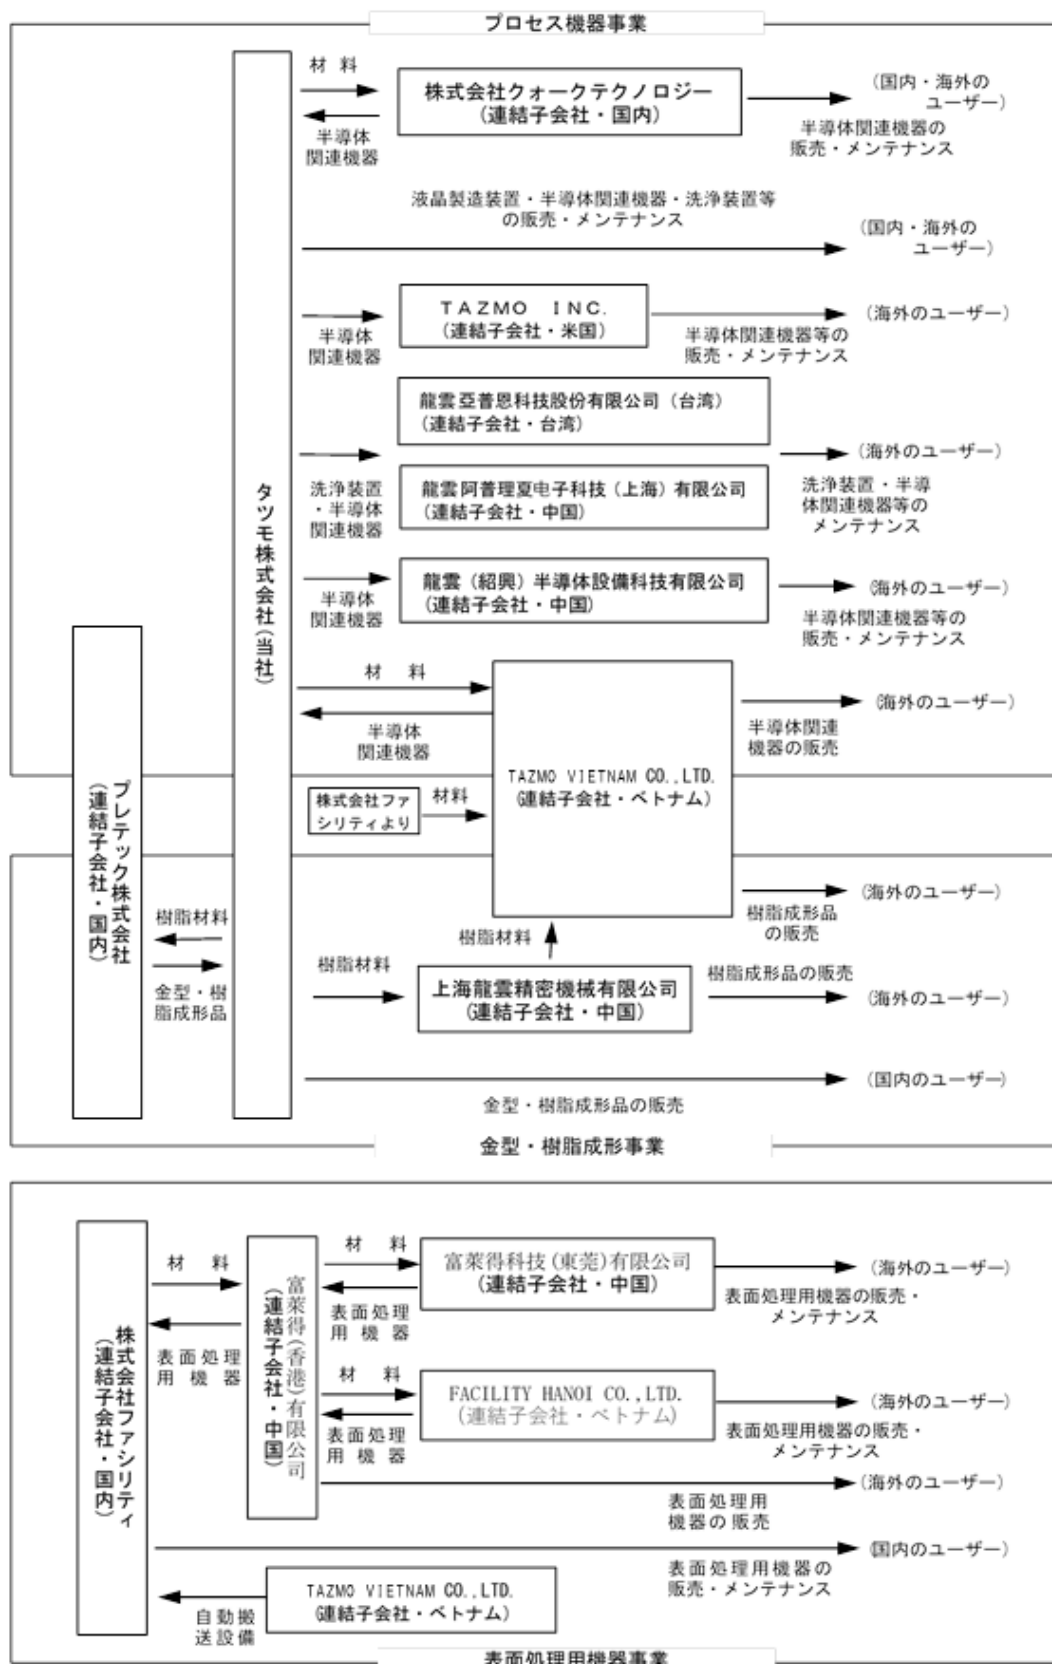 プロセス機器事業
材 料
株式会社クォークテクノロジー
(連結子会社・国内)
(国内・海外の
ユーザー)
半導体
関連機器
半導体関連機器の
販売・メンテナンス
液晶製造装置・半導体関連機器・洗浄装置等
の販売・メンテナンス
(国内・海外の
ユーザー)
TAZMO INC.
(連結子会社・米国)
(海外のユーザー)
半導体
関連機器
半導体関連機器等の
販売・メンテナンス
龍雲亞普恩科技股份有限公司(台湾)
(連結子会社・台湾)
(海外のユーザー)
洗浄装置
・半導体
関連機器
龍雲阿普理夏电子科技(上海)有限公司
(連結子会社・中国)
洗浄装置・半導
体関連機器等の
メンテナンス
タツモ株式会社(当社)
龍雲(紹興)半導体設備科技有限公司
(連結子会社・中国)
(海外のユーザー)
半導体
関連機器
半導体関連機器等の
販売・メンテナンス
材 料
半導体
関連機器
TAZMO VIETNAM CO.,LTD.
(連結子会社・ベトナム)
(海外のユーザー)
半導体関連
機器の販売
株式会社ファ
シリティより
材料
プレテック株式会社
(連結子会社・国内)
樹脂材料
金型・樹
脂成形品
(海外のユーザー)
樹脂成形品
の販売
樹脂材料
樹脂材料
上海龍雲精密機械有限公司
(連結子会社・中国)
樹脂成形品の販売
(海外のユーザー)
(国内のユーザー)
金型・樹脂成形品の販売
金型・樹脂成形事業
株式会社ファシリティ
(連結子会社・国内)
材 料
表面処理
用機器
富萊得(香港)有限公司
(連結子会社・中国)
材 料
表面処理
用機器
富萊得科技(東莞)有限公司
(連結子会社・中国)
(海外のユーザー)
表面処理用機器の販売・
メンテナンス
材 料
表面処理
用機器
FACILITY HANOI CO.,LTD.
(連結子会社・ベトナム)
(海外のユーザー)
表面処理用機器の販売・
メンテナンス
(海外のユーザー)
表面処理用
機器の販売
(国内のユーザー)
表面処理用機器の
販売・メンテナンス
TAZMO VIETNAM CO.,LTD.
(連結子会社・ベトナム)
自動搬
送設備
表面処理用機器事業